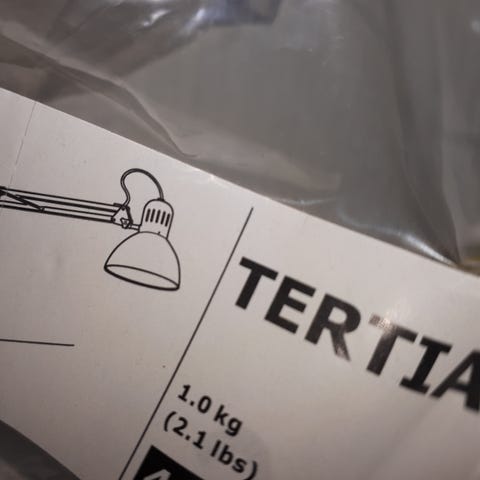 TERTIA
1.0 kg
(2.1 lbs)